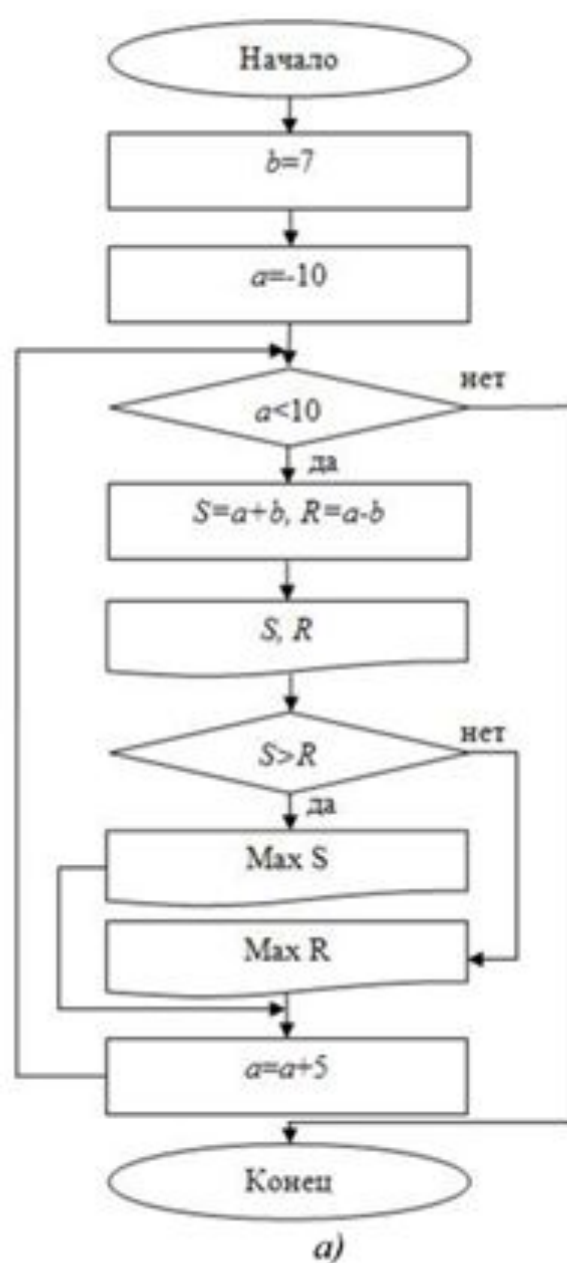 Начало
b=7
a=-10
нет
a<10
да
S=a+b, R=a-b
S, R
нет
S>R
да
Max S
Max R
a=a+5
Конец
а)